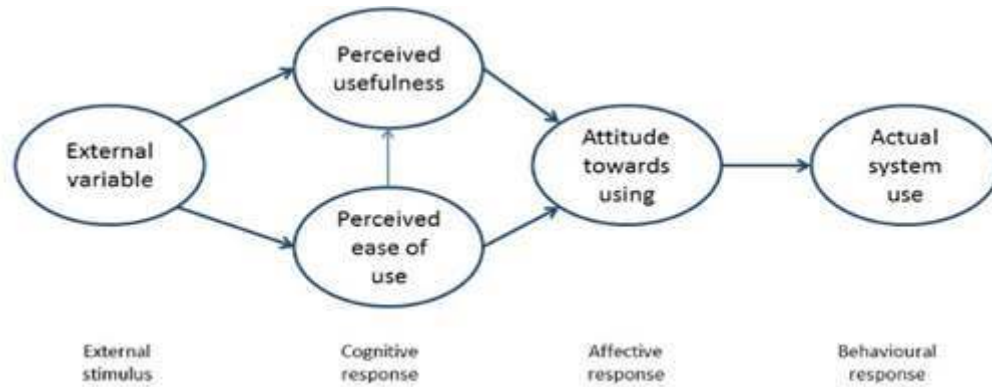 Perceived
usefulness
External
variable
Attitude
towards
using
Actual
system
use
Perceived
ease of
use
External
stimulus
Cognitive
response
Affective
response
Behavioural
response